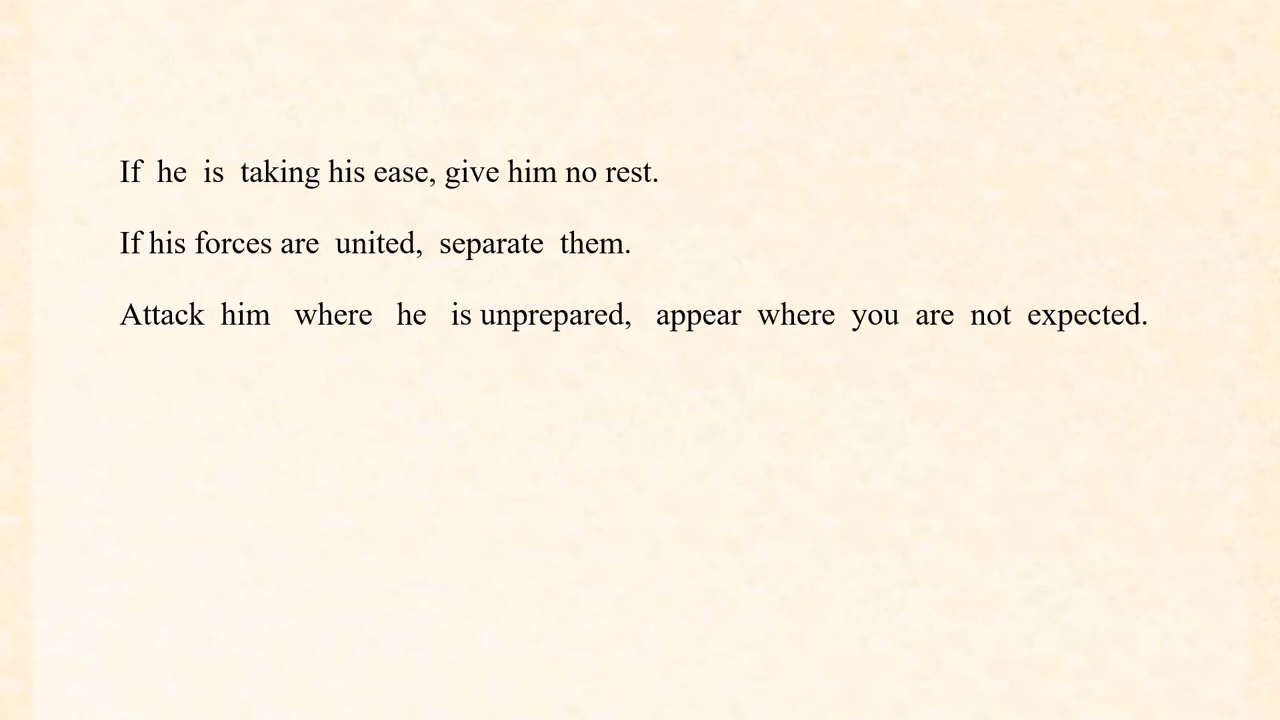 If  he  is  taking his ease, give him no rest.
If his forces are  united,  separate  them.
Attack  him   where   he   is unprepared,   appear  where  you  are  not  expected.